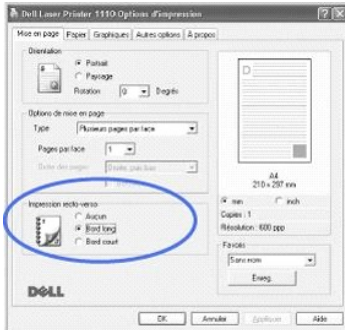 Dell Laser Printer 1110 Options d'impression
Mise en page Papier Graphiques Autres options À propos
Orientation
Portrait
Paysage
Rotation 0 Degrés
Options de mise en page
Type Plusieurs pages par face
Pages par face 1
Impression recto-verso
Aucun
Bord long
Bord court
A4
210 x 297 mm
mm inch
Copies : 1
Résolution : 600 ppp
Favoris
Sans nom
Enreg.
DELL
OK Annuler Appliquer Aide